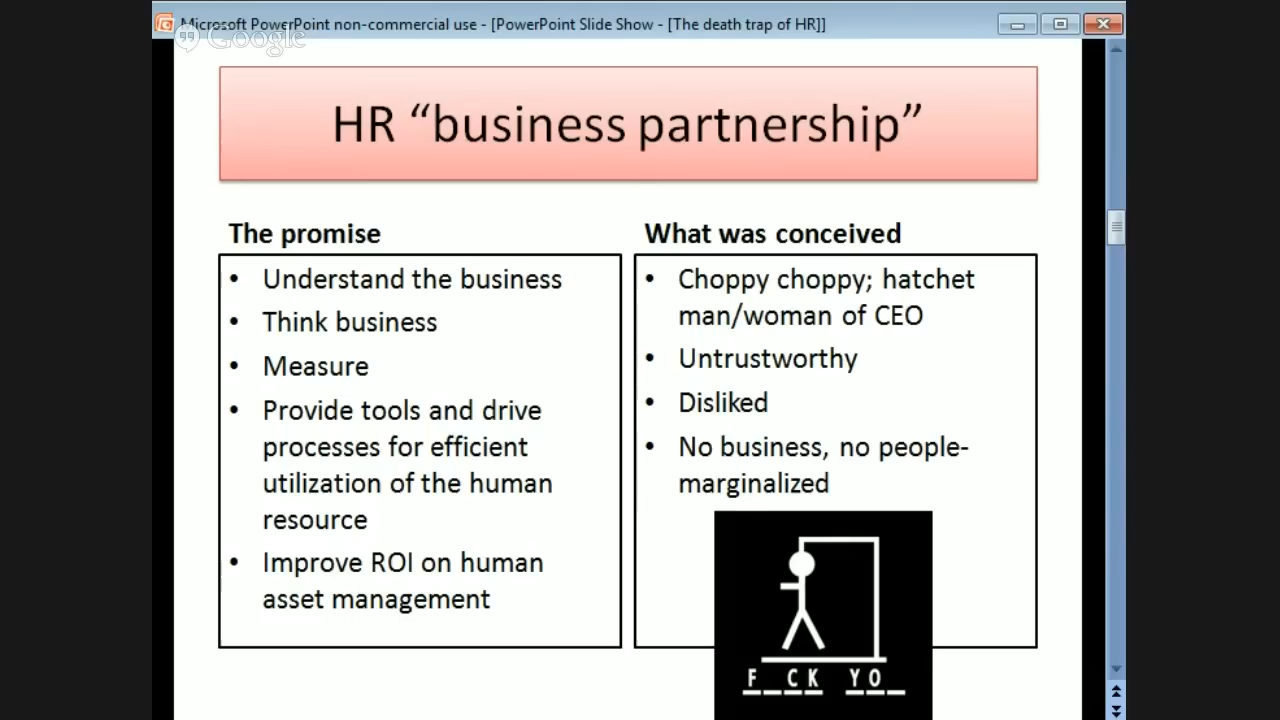 Microsoft PowerPoint non-commercial use - [PowerPoint Slide Show - [The death trap of HR]]
Google
HR “business partnership”
The promise
• Understand the business
• Think business
• Measure
• Provide tools and drive
processes for efficient
utilization of the human
resource
• Improve ROI on human
asset management
What was conceived
• Choppy choppy; hatchet
man/woman of CEO
• Untrustworthy
• Disliked
• No business, no people-
marginalized
F_CK YO_